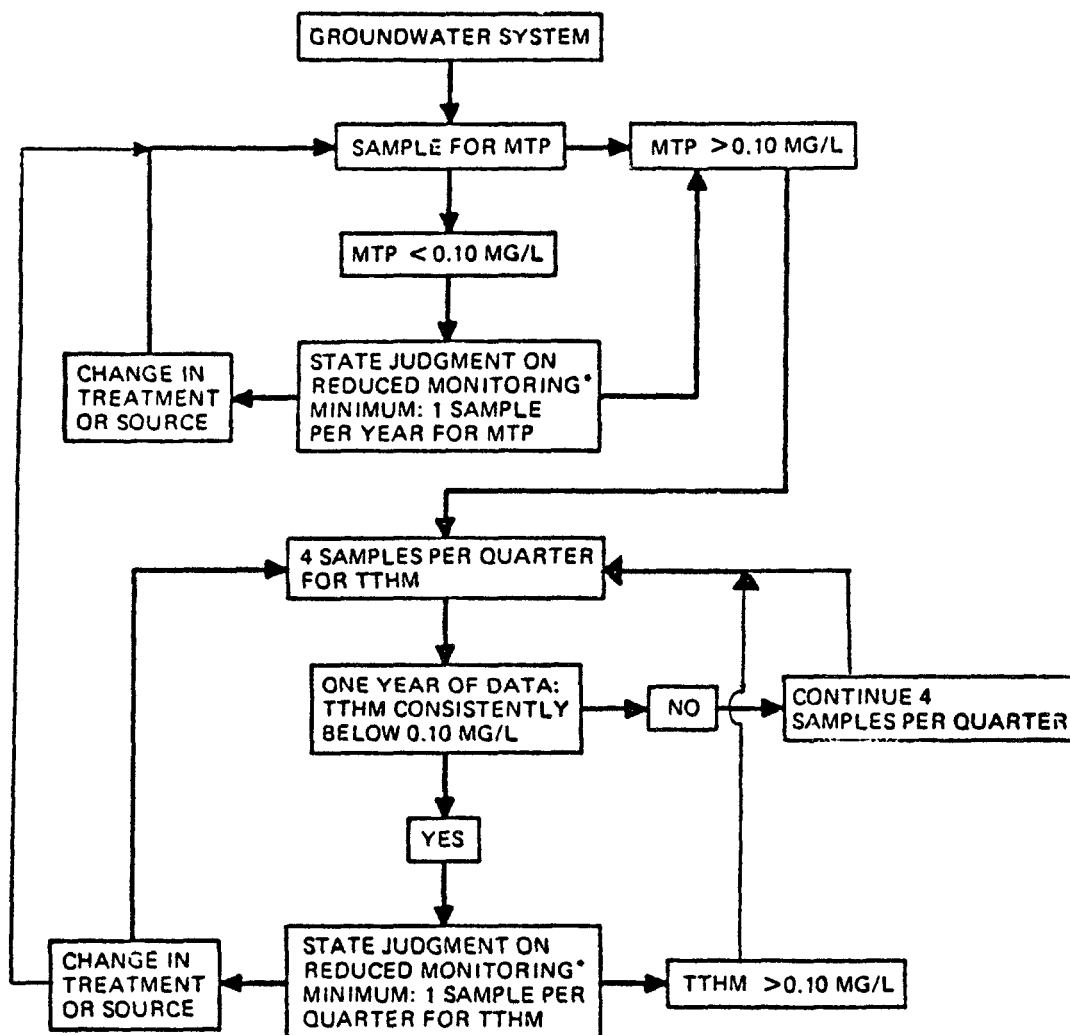 GROUNDWATER SYSTEM
SAMPLE FOR MTP
MTP > 0.10 MG/L
MTP < 0.10 MG/L
CHANGE IN
TREATMENT
OR SOURCE
STATE JUDGMENT ON
REDUCED MONITORING*
MINIMUM: 1 SAMPLE
PER YEAR FOR MTP
4 SAMPLES PER QUARTER
FOR TTHM
ONE YEAR OF DATA:
TTHM CONSISTENTLY
BELOW 0.10 MG/L
NO
CONTINUE 4
SAMPLES PER QUARTER
YES
CHANGE IN
TREATMENT
OR SOURCE
STATE JUDGMENT ON
REDUCED MONITORING*
MINIMUM: 1 SAMPLE PER
QUARTER FOR TTHM
TTHM > 0.10 MG/L